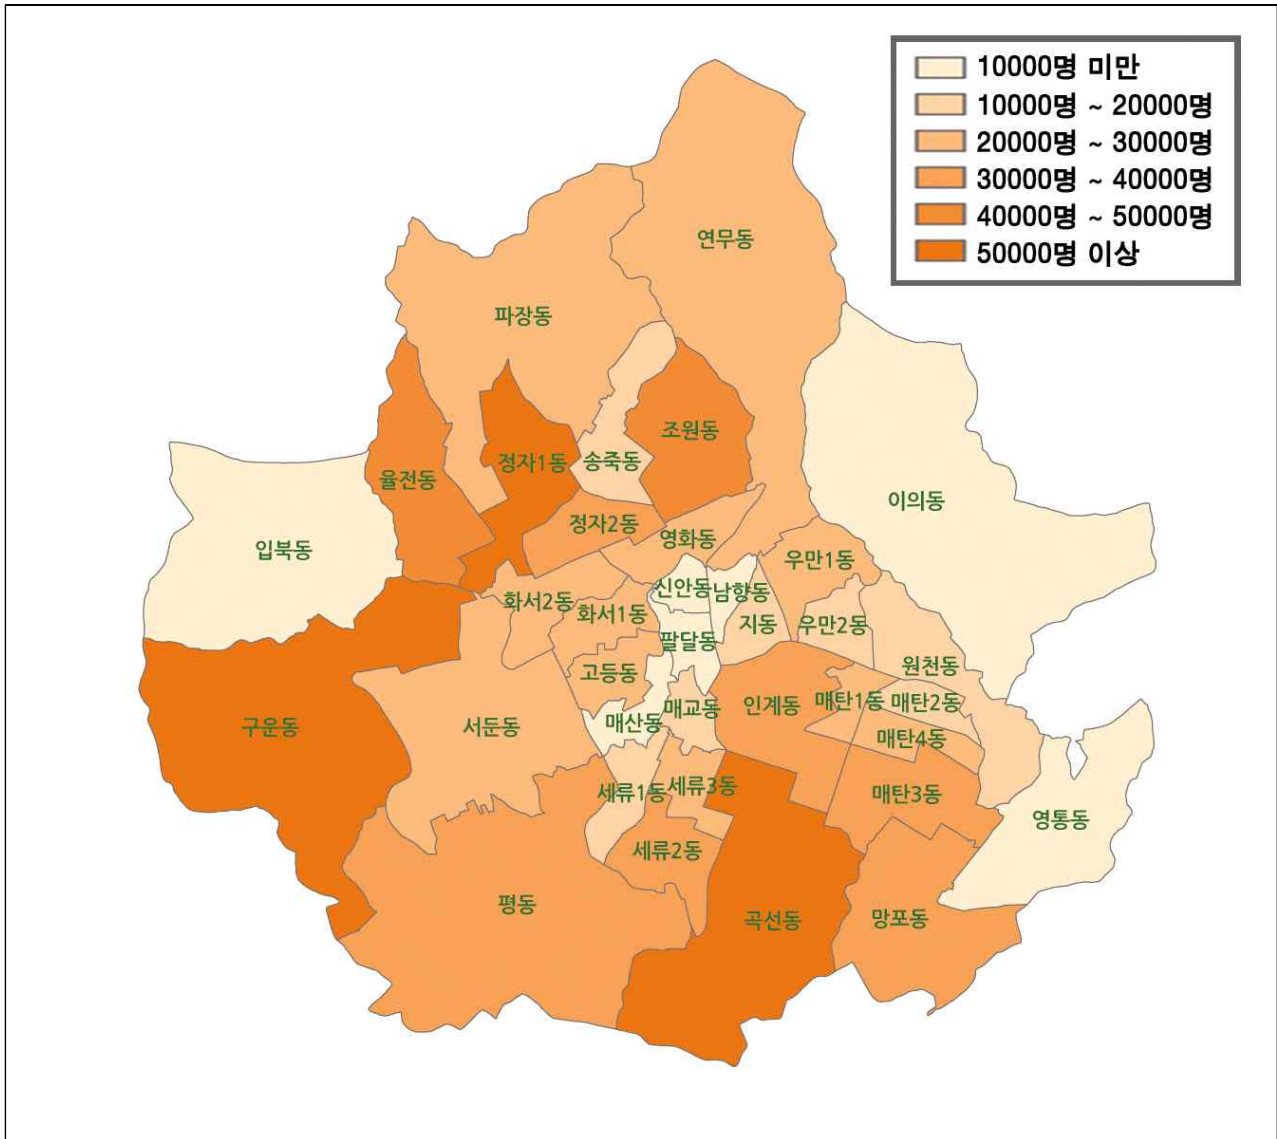 10000명 미만
10000명 ~ 20000명
20000명 ~ 30000명
30000명 ~ 40000명
40000명 ~ 50000명
50000명 이상
연무동
파장동
조원동
정자1동
송죽동
율전동
이의동
정자2동
영화동
입북동
우만1동
신안동
남향동
화서2동
화서1동
지동
우만2동
팔달동
원천동
고등동
매탄1동
매탄2동
인계동
매교동
매산동
구운동
서둔동
매탄4동
세류1동
세류3동
매탄3동
영통동
세류2동
평동
곡선동
망포동